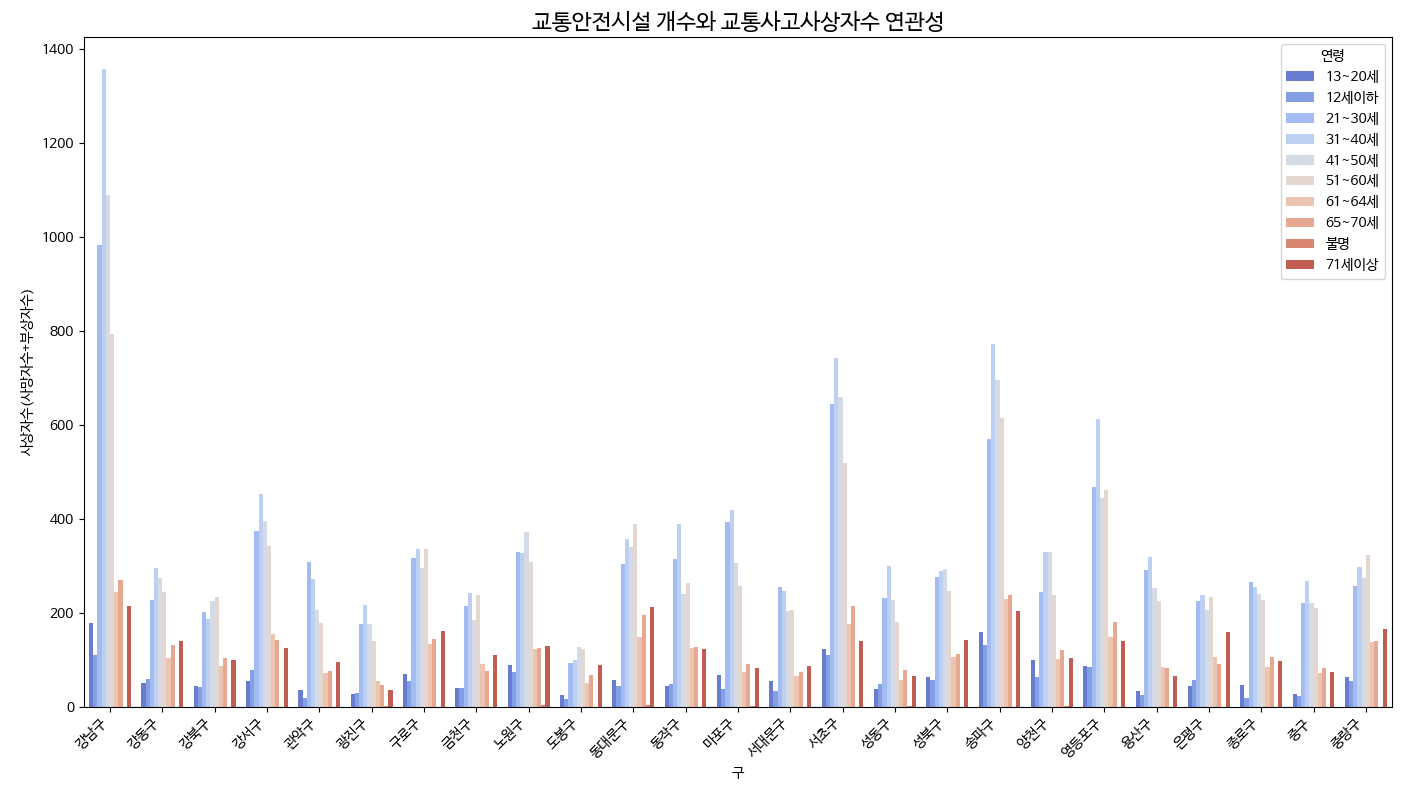 교통안전시설 개수와 교통사고사상자수 연관성
연령
13~20세
12세이하
21~30세
31~40세
41~50세
51~60세
61~64세
65~70세
불명
71세이상
사상자수(사망자수+부상자수)
1400
1200
1000
800
600
400
200
0
강남구
강동구
강북구
강서구
관악구
광진구
구로구
금천구
노원구
도봉구
동대문구
동작구
마포구
서대문구
서초구
성동구
성북구
송파구
양천구
영등포구
용산구
은평구
종로구
중구
중랑구
구